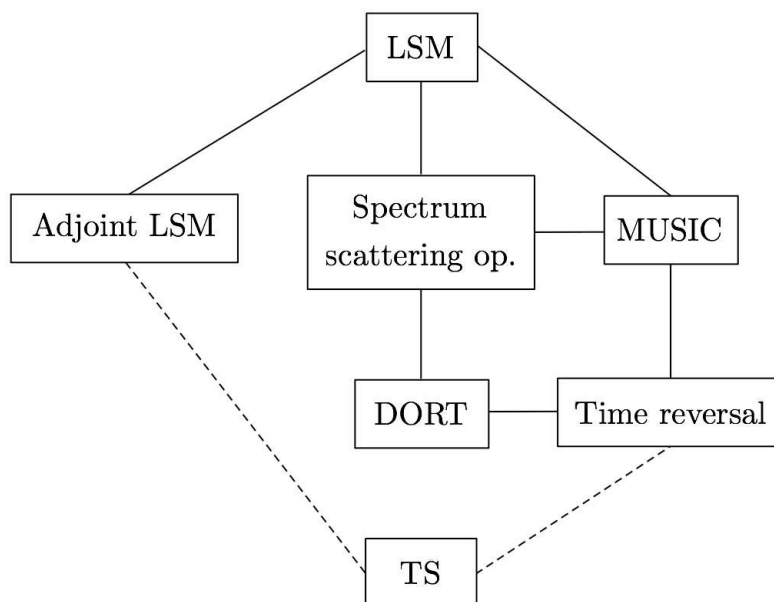 LSM
Adjoint LSM
Spectrum
scattering op.
MUSIC
DORT
Time reversal
TS